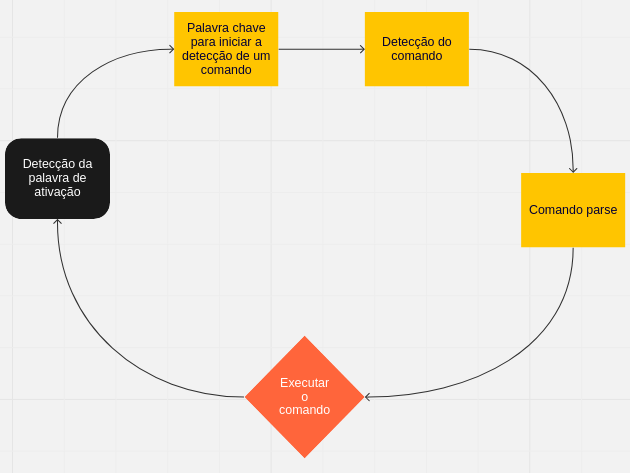 Palavra chave
para iniciar a
detecção de um
comando
Detecção do
comando
Detecção da
palavra de
ativação
Comando parse
Executar
o
comando